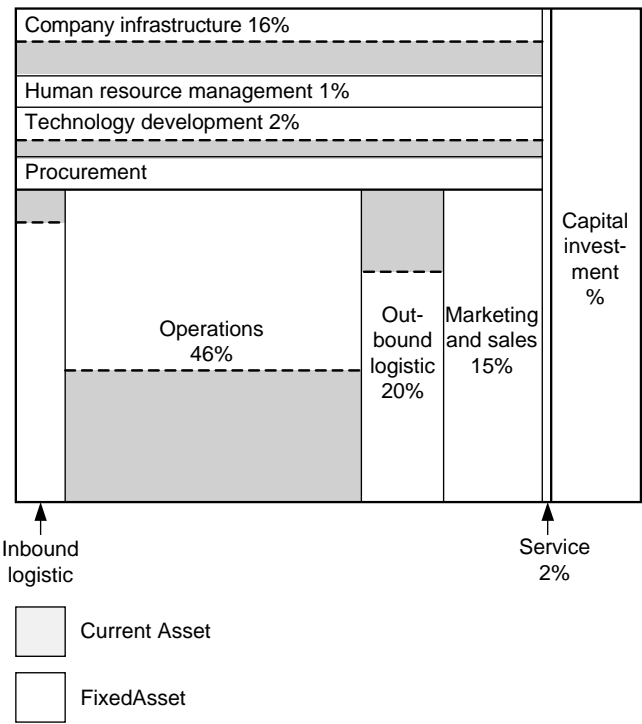 Company infrastructure 16%
Human resource management 1%
Technology development 2%
Procurement
Capital
invest-
ment
%
Operations
46%
Out-
bound
logistic
20%
Marketing
and sales
15%
Inbound
logistic
Service
2%
Current Asset
FixedAsset